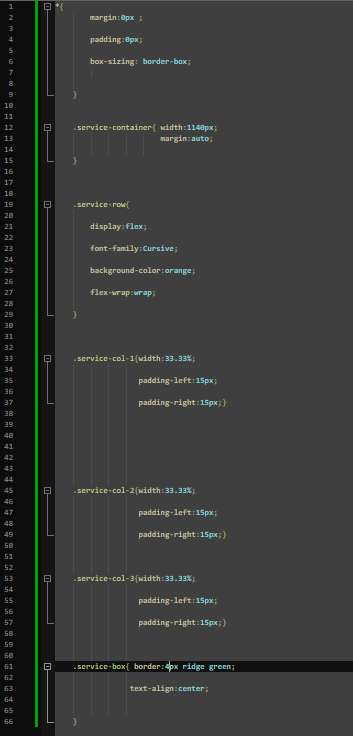 1 *{
2 margin:0px ;
3
4 padding:0px;
5
6 box-sizing: border-box;
7
8
9 }
10
11
12 .service-container{ width:1140px;
13 margin:auto;
14
15 }
16
17
18
19 .service-row{
20
21 display:flex;
22
23 font-family:Cursive;
24
25 background-color:orange;
26
27 flex-wrap:wrap;
28
29 }
30
31
32
33 .service-col-1{width:33.33%;
34
35 padding-left:15px;
36
37 padding-right:15px;}
38
39
40
41
42
43
44
45 .service-col-2{width:33.33%;
46
47 padding-left:15px;
48
49 padding-right:15px;}
50
51
52
53 .service-col-3{width:33.33%;
54
55 padding-left:15px;
56
57 padding-right:15px;}
58
59
60
61 .service-box{ border:4px ridge green;
62
63 text-align:center;
64
65
66 }